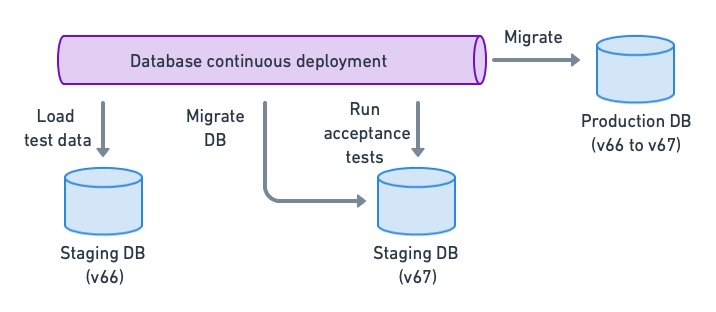 Database continuous deployment
Migrate
Load
test data
Migrate
DB
Run
acceptance
tests
Production DB
(v66 to v67)
Staging DB
(v66)
Staging DB
(v67)